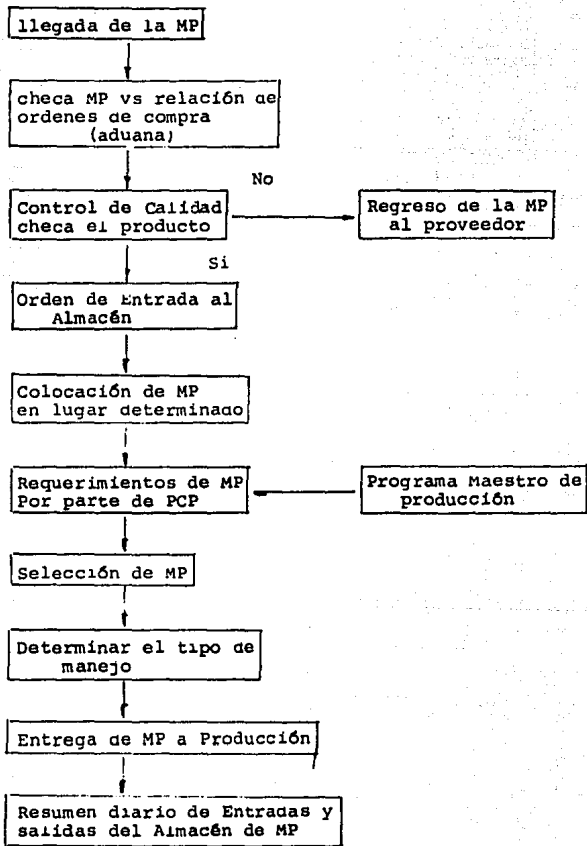 llegada de la MP
checa MP vs relación de
ordenes de compra
(aduana)
No
Control de Calidad
checa el producto
Regreso de la MP
al proveedor
Si
Orden de Entrada al
Almacén
Colocación de MP
en lugar determinado
Requerimientos de MP
Por parte de PCP
Programa Maestro de
producción
Selección de MP
Determinar el tipo de
manejo
Entrega de MP a Producción
Resumen diario de Entradas y
salidas del Almacén de MP